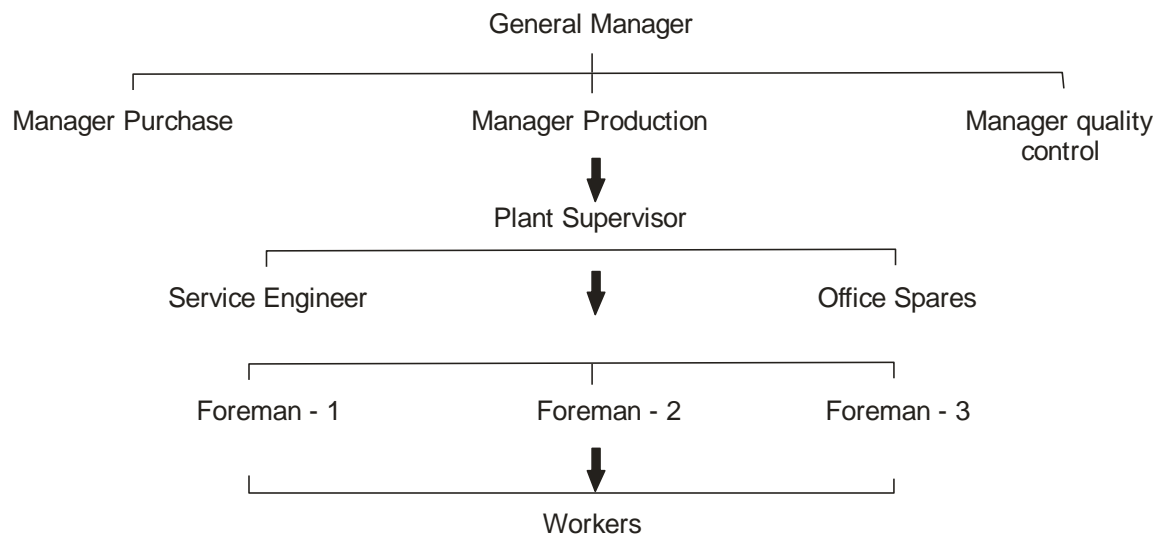 General Manager
Manager Purchase
Manager Production
Manager quality
control
Plant Supervisor
Service Engineer
Office Spares
Foreman - 1
Foreman - 2
Foreman - 3
Workers